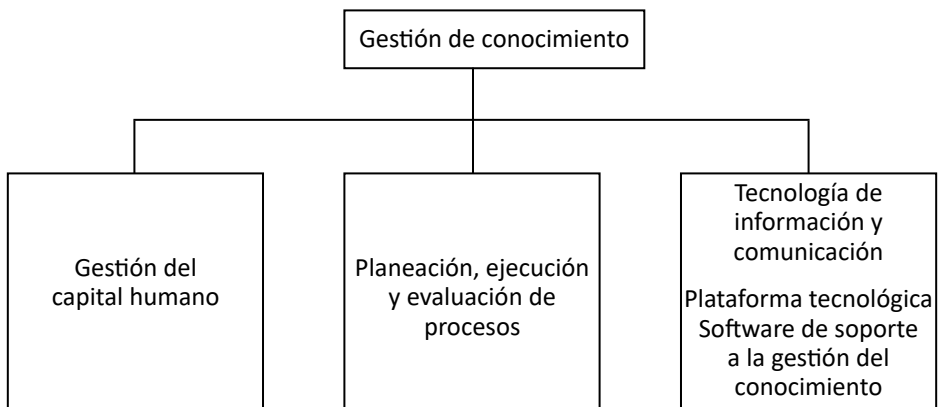 Gestión de conocimiento
Gestión del
capital humano
Planeación, ejecución
y evaluación de
procesos
Tecnología de
información y
comunicación
Plataforma tecnológica
Software de soporte
a la gestión del
conocimiento